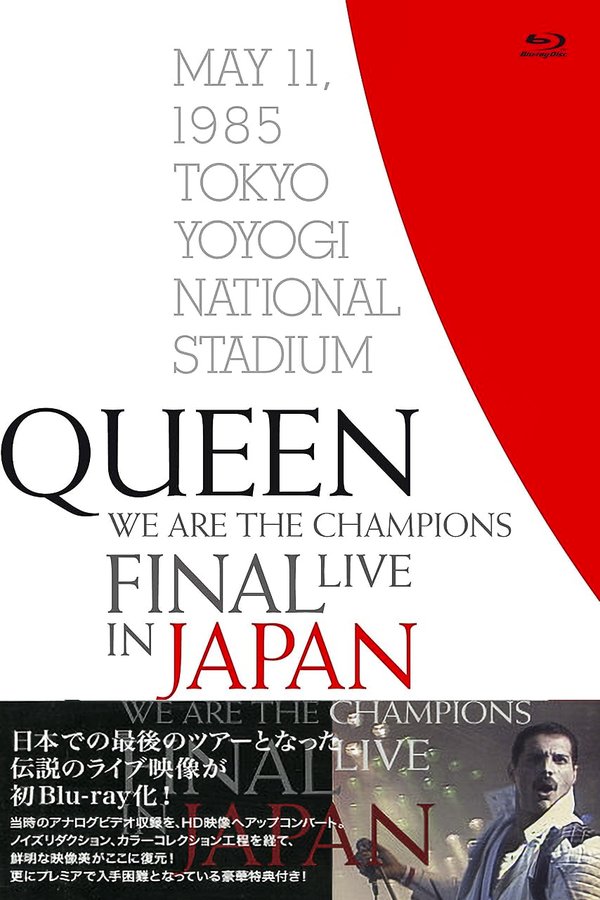 Blu-ray Disc
MAY 11,
1985
TOKYO
YOYOGI
NATIONAL
STADIUM
QUEEN
WE ARE THE CHAMPIONS
FINAL LIVE
IN JAPAN
WE ARE THE CHAMPIONS
FINAL LIVE
IN JAPAN
日本での最後のツアーとなった
伝説のライブ映像が
初Blu-ray化！
当時のアナログビデオ収録を、HD映像へアップコンバート。
ノイズリダクション、カラーコレクション工程を経て、
鮮明な映像美がここに復元！
更にプレミアで入手困難となっている豪華特典付き！